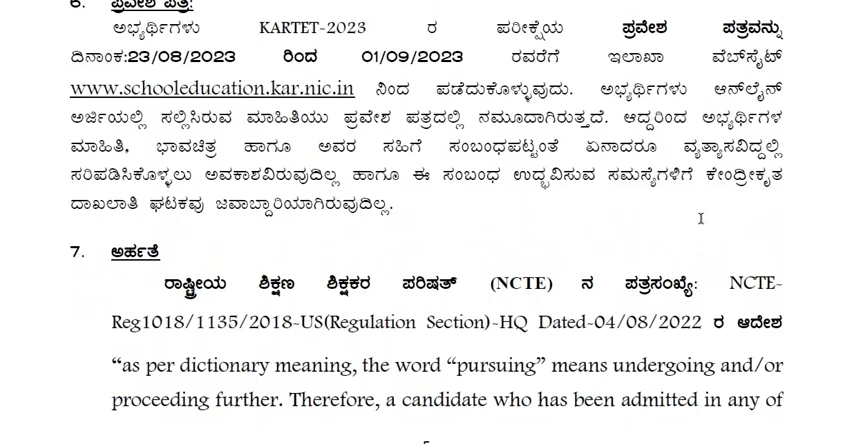 6. ಪ್ರವೇಶ ಪತ್ರ:
ಅಭ್ಯರ್ಥಿಗಳು KARTET-2023 ರ ಪರೀಕ್ಷೆಯ ಪ್ರವೇಶ ಪತ್ರವನ್ನು
ದಿನಾಂಕ:23/08/2023 ರಿಂದ 01/09/2023 ರವರೆಗೆ ಇಲಾಖಾ ವೆಬ್‌ಸೈಟ್
www.schooleducation.kar.nic.in ನಿಂದ ಪಡೆದುಕೊಳ್ಳುವುದು. ಅಭ್ಯರ್ಥಿಗಳು ಆನ್‌ಲೈನ್
ಅರ್ಜಿಯಲ್ಲಿ ಸಲ್ಲಿಸಿರುವ ಮಾಹಿತಿಯು ಪ್ರವೇಶ ಪತ್ರದಲ್ಲಿ ನಮೂದಾಗಿರುತ್ತದೆ. ಆದ್ದರಿಂದ ಅಭ್ಯರ್ಥಿಗಳ
ಮಾಹಿತಿ, ಭಾವಚಿತ್ರ ಹಾಗೂ ಅವರ ಸಹಿಗೆ ಸಂಬಂಧಪಟ್ಟಂತೆ ಏನಾದರೂ ವ್ಯತ್ಯಾಸವಿದ್ದಲ್ಲಿ
ಸರಿಪಡಿಸಿಕೊಳ್ಳಲು ಅವಕಾಶವಿರುವುದಿಲ್ಲ ಹಾಗೂ ಈ ಸಂಬಂಧ ಉದ್ಭವಿಸುವ ಸಮಸ್ಯೆಗಳಿಗೆ ಕೇಂದ್ರೀಕೃತ
ದಾಖಲಾತಿ ಘಟಕವು ಜವಾಬ್ದಾರಿಯಾಗಿರುವುದಿಲ್ಲ.
7. ಅರ್ಹತೆ
ರಾಷ್ಟ್ರೀಯ ಶಿಕ್ಷಣ ಶಿಕ್ಷಕರ ಪರಿಷತ್ (NCTE) ನ ಪತ್ರಸಂಖ್ಯೆ: NCTE-
Reg1018/1135/2018-US(Regulation Section)-HQ Dated-04/08/2022 ರ ಆದೇಶ
“as per dictionary meaning, the word “pursuing” means undergoing and/or
proceeding further. Therefore, a candidate who has been admitted in any of